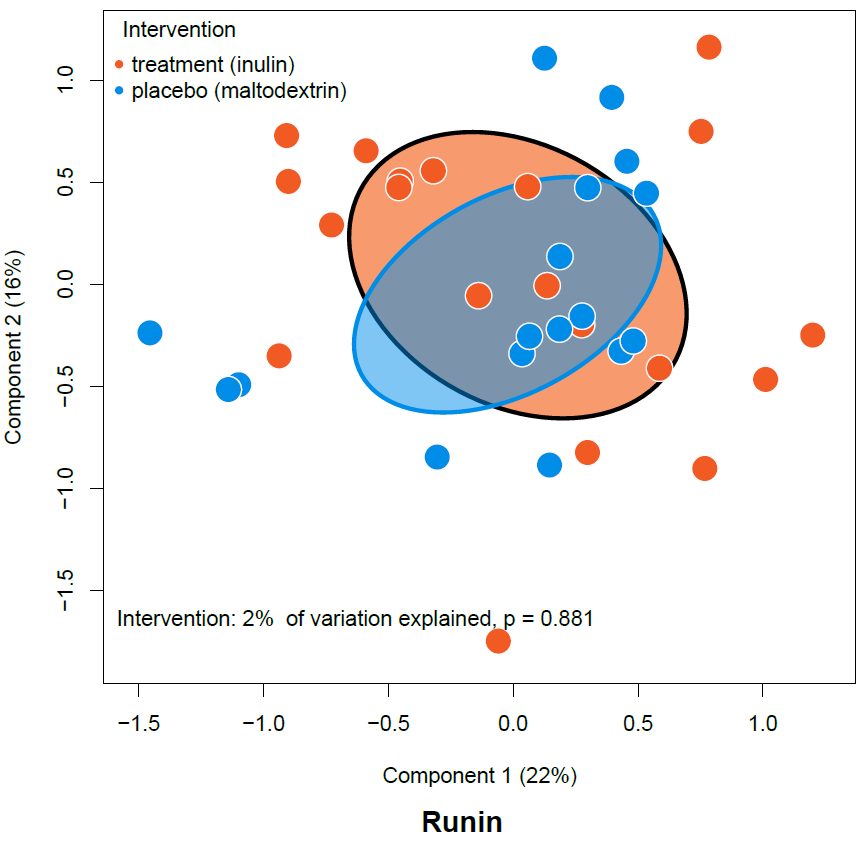 Intervention
treatment (inulin)
placebo (maltodextrin)
1.0
0.5
0.0
−0.5
−1.0
−1.5
Component 2 (16%)
Intervention: 2%  of variation explained, p = 0.881
−1.5 −1.0 −0.5 0.0 0.5 1.0
Component 1 (22%)
Runin